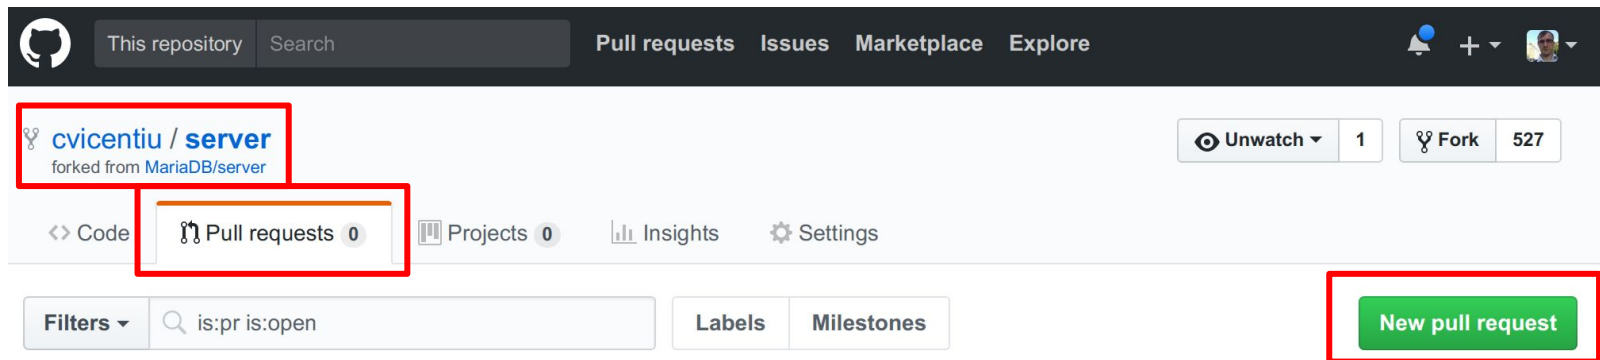 This repository Search Pull requests Issues Marketplace Explore
cvicentiu / server Unwatch 1 Fork 527
forked from MariaDB/server
<> Code Pull requests 0 Projects 0 Insights Settings
Filters is:pr is:open Labels Milestones New pull request